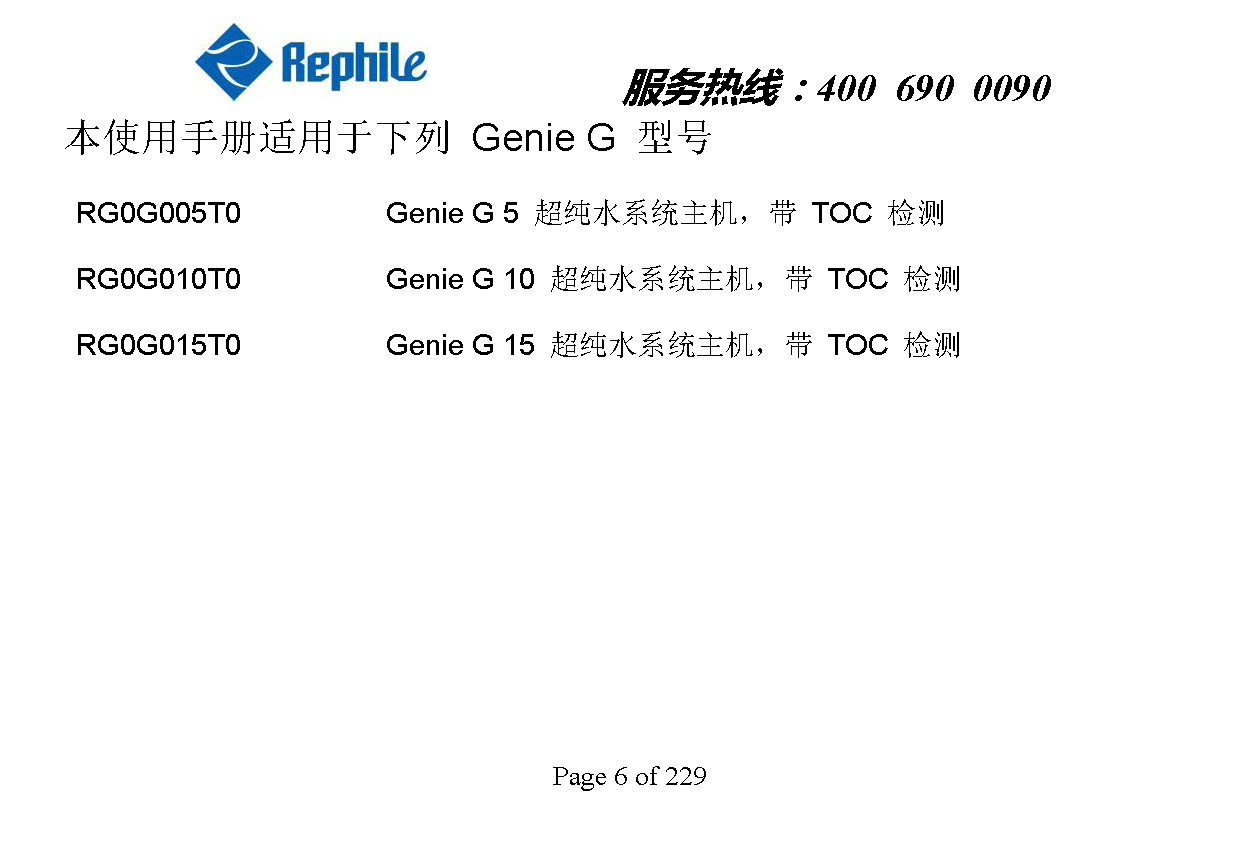 Rephile
服务热线：400 690 0090
本使用手册适用于下列 Genie G 型号
RG0G005T0 Genie G 5 超纯水系统主机，带 TOC 检测
RG0G010T0 Genie G 10 超纯水系统主机，带 TOC 检测
RG0G015T0 Genie G 15 超纯水系统主机，带 TOC 检测
Page 6 of 229